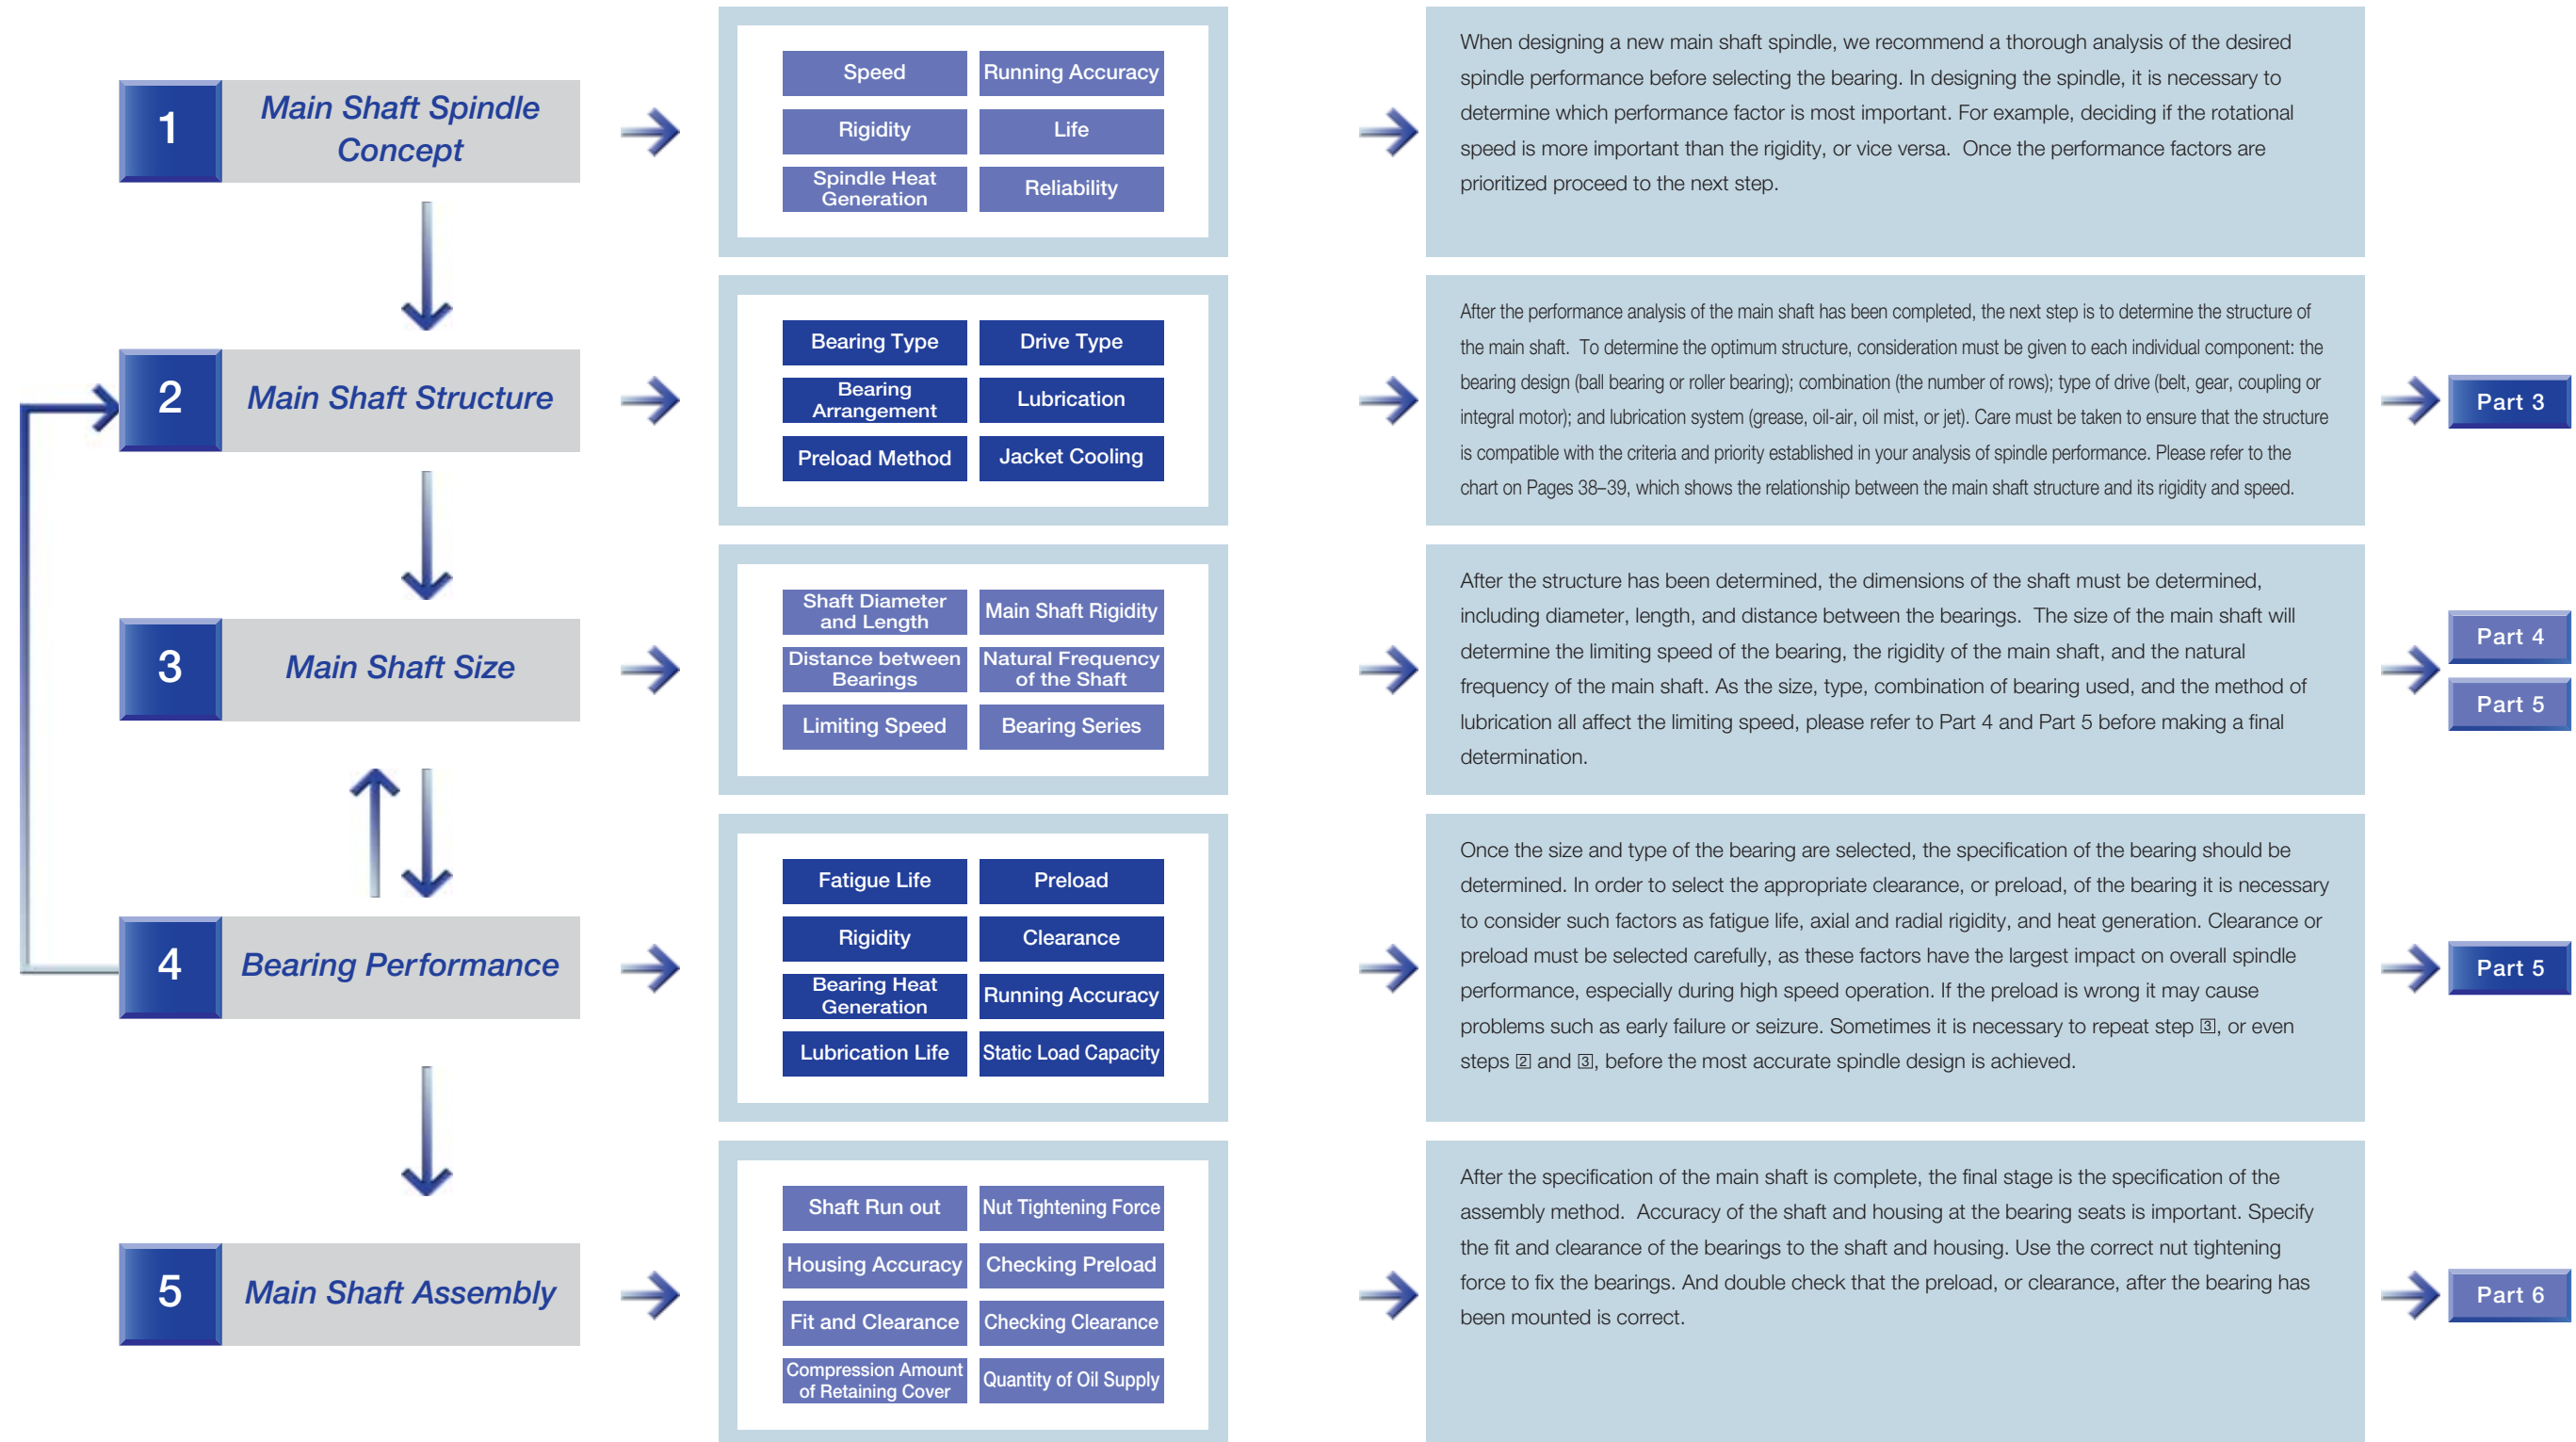 1
Main Shaft Spindle
Concept
Speed
Running Accuracy
Rigidity
Life
Spindle Heat
Generation
Reliability
When designing a new main shaft spindle, we recommend a thorough analysis of the desired
spindle performance before selecting the bearing. In designing the spindle, it is necessary to
determine which performance factor is most important. For example, deciding if the rotational
speed is more important than the rigidity, or vice versa. Once the performance factors are
prioritized proceed to the next step.
2
Main Shaft Structure
Bearing Type
Drive Type
Bearing
Arrangement
Lubrication
Preload Method
Jacket Cooling
After the performance analysis of the main shaft has been completed, the next step is to determine the structure of
the main shaft. To determine the optimum structure, consideration must be given to each individual component: the
bearing design (ball bearing or roller bearing); combination (the number of rows); type of drive (belt, gear, coupling or
integral motor); and lubrication system (grease, oil-air, oil mist, or jet). Care must be taken to ensure that the structure
is compatible with the criteria and priority established in your analysis of spindle performance. Please refer to the
chart on Pages 38–39, which shows the relationship between the main shaft structure and its rigidity and speed.
Part 3
3
Main Shaft Size
Shaft Diameter
and Length
Main Shaft Rigidity
Distance between
Bearings
Natural Frequency
of the Shaft
Limiting Speed
Bearing Series
After the structure has been determined, the dimensions of the shaft must be determined,
including diameter, length, and distance between the bearings. The size of the main shaft will
determine the limiting speed of the bearing, the rigidity of the main shaft, and the natural
frequency of the main shaft. As the size, type, combination of bearing used, and the method of
lubrication all affect the limiting speed, please refer to Part 4 and Part 5 before making a final
determination.
Part 4
Part 5
4
Bearing Performance
Fatigue Life
Preload
Rigidity
Clearance
Bearing Heat
Generation
Running Accuracy
Lubrication Life
Static Load Capacity
Once the size and type of the bearing are selected, the specification of the bearing should be
determined. In order to select the appropriate clearance, or preload, of the bearing it is necessary
to consider such factors as fatigue life, axial and radial rigidity, and heat generation. Clearance or
preload must be selected carefully, as these factors have the largest impact on overall spindle
performance, especially during high speed operation. If the preload is wrong it may cause
problems such as early failure or seizure. Sometimes it is necessary to repeat step 3, or even
steps 2 and 3, before the most accurate spindle design is achieved.
Part 5
5
Main Shaft Assembly
Shaft Run out
Nut Tightening Force
Housing Accuracy
Checking Preload
Fit and Clearance
Checking Clearance
Compression Amount
of Retaining Cover
Quantity of Oil Supply
After the specification of the main shaft is complete, the final stage is the specification of the
assembly method. Accuracy of the shaft and housing at the bearing seats is important. Specify
the fit and clearance of the bearings to the shaft and housing. Use the correct nut tightening
force to fix the bearings. And double check that the preload, or clearance, after the bearing has
been mounted is correct.
Part 6